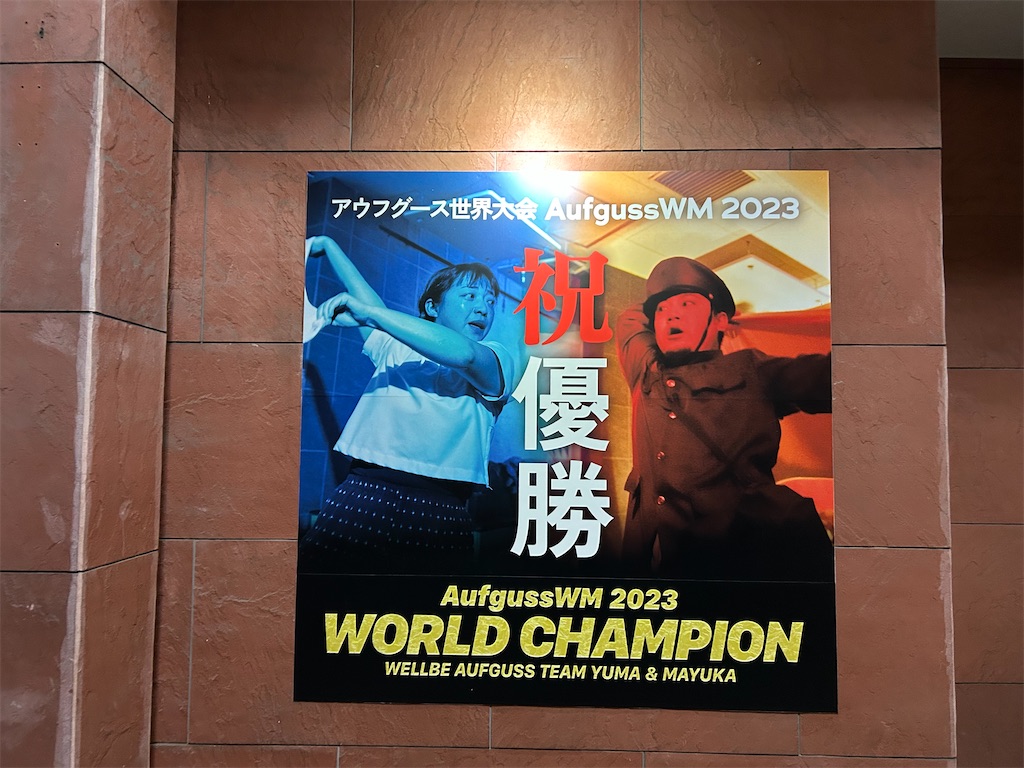 アウフグース世界大会 AufgussWM 2023
祝優勝
AufgussWM 2023
WORLD CHAMPION
WELLBE AUFGUSS TEAM YUMA & MAYUKA